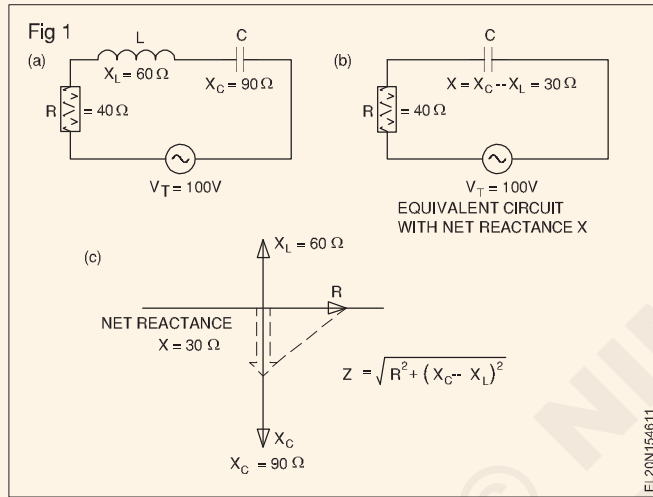 Fig 1
(a)
L
X_L = 60 Ω
C
X_C = 90 Ω
R
= 40 Ω
V_T = 100V
(b)
C
X = X_C -- X_L = 30 Ω
R
= 40 Ω
V_T = 100V
EQUIVALENT CIRCUIT
WITH NET REACTANCE X
(c)
X_L = 60 Ω
R
NET REACTANCE
X = 30 Ω
Z = √R² + (X_C -- X_L)²
X_C
X_C = 90 Ω
EL20N154611